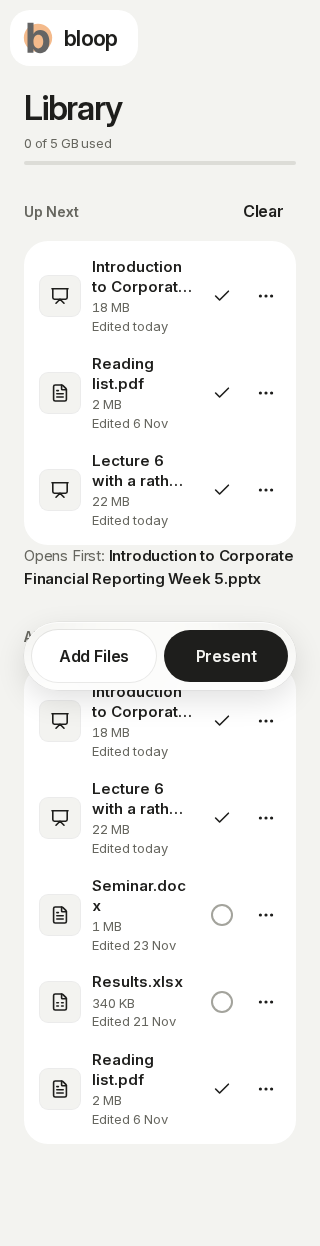 bloop
Library
0 of 5 GB used
Up Next
Clear
Introduction
to Corporat...
18 MB
Edited today
Reading
list.pdf
2 MB
Edited 6 Nov
Lecture 6
with a rath...
22 MB
Edited today
Opens First: Introduction to Corporate
Financial Reporting Week 5.pptx
Add Files
Present
Introduction
to Corporat...
18 MB
Edited today
Lecture 6
with a rath...
22 MB
Edited today
Seminar.doc
x
1 MB
Edited 23 Nov
Results.xlsx
340 KB
Edited 21 Nov
Reading
list.pdf
2 MB
Edited 6 Nov